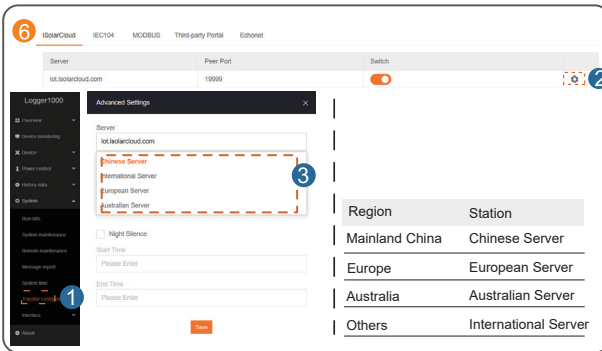 6
iSolarCloud IEC104 MODBUS Third-party Portal Echonet
Server Peer Port Switch
iot.isolarcloud.com 19999
2
Logger1000
Overview
Device monitoring
Device
Power control
History data
System
Run-info
System maintenance
Remote maintenance
Message export
System time
Transfer config
1
Interface
About
Advanced Settings ×
Server
iot.isolarcloud.com
Chinese Server
International Server
European Server
Australian Server
3
Night Silence
Start Time
Please Enter
End Time
Please Enter
Save
Region Station
Mainland China Chinese Server
Europe European Server
Australia Australian Server
Others International Server